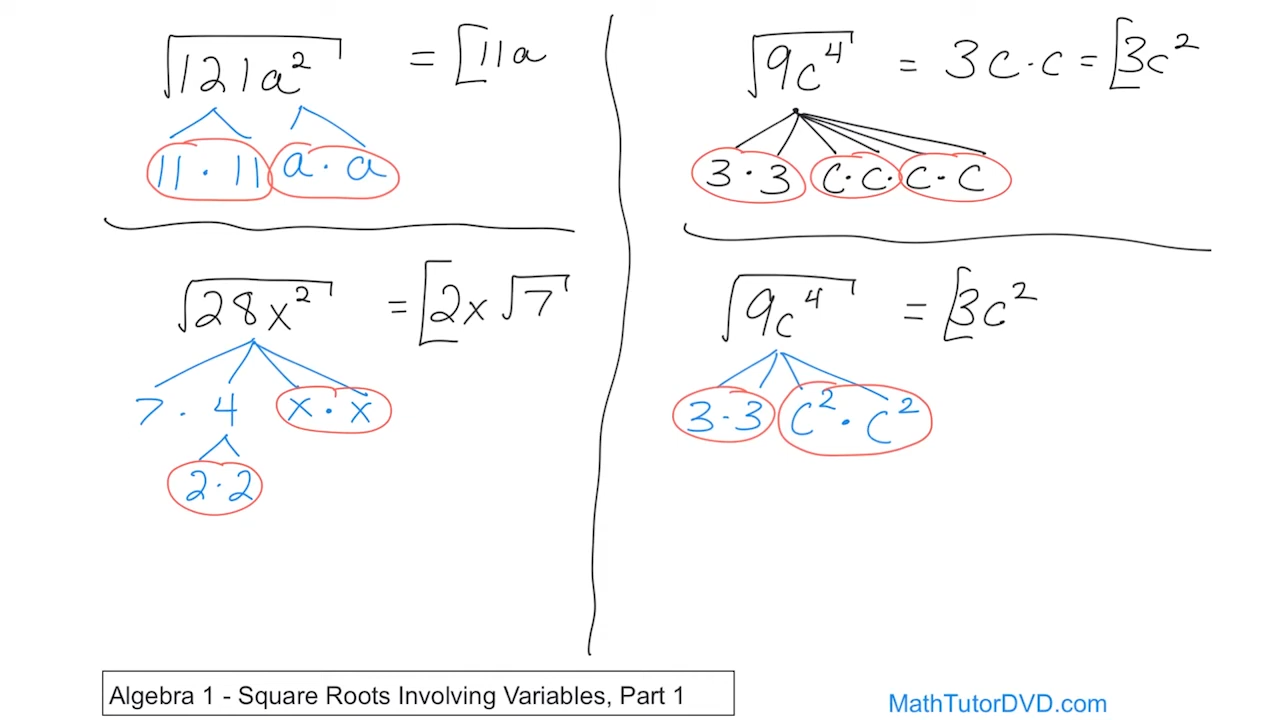 √121a² = 11a
11 · 11 a · a
√28x² = 2x √7
7 · 4 x · x
2 · 2
√9c⁴ = 3c · c = 3c²
3 · 3 c · c · c · c
√9c⁴ = 3c²
3 · 3 c² · c²
Algebra 1 - Square Roots Involving Variables, Part 1
MathTutorDVD.com